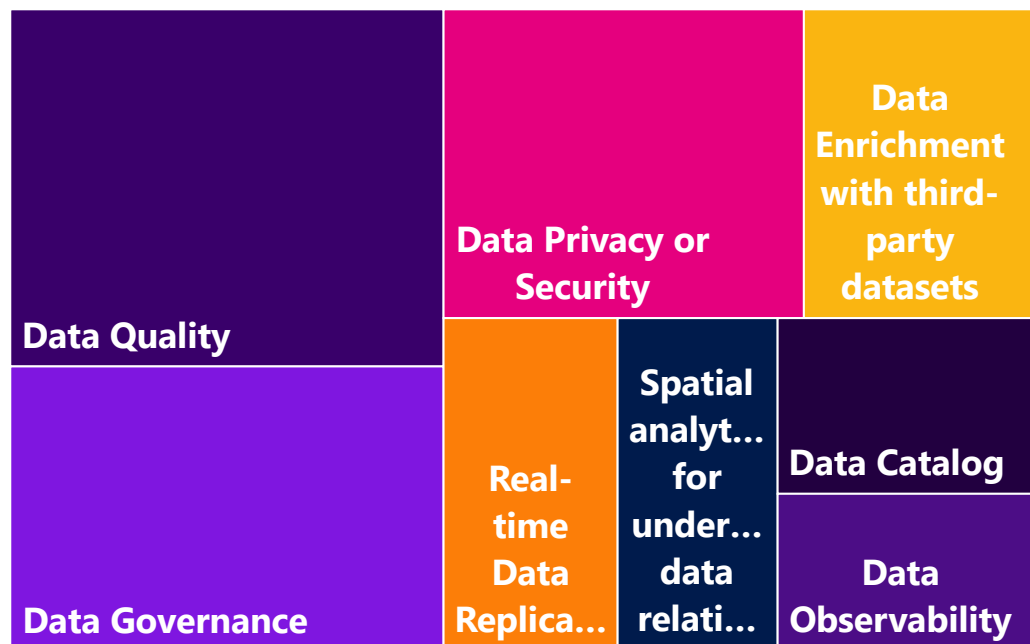 Data Quality
Data Governance
Data Privacy or
Security
Data
Enrichment
with third-
party
datasets
Real-
time
Data
Replica...
Spatial
analyt...
for
under...
data
relati...
Data Catalog
Data
Observability